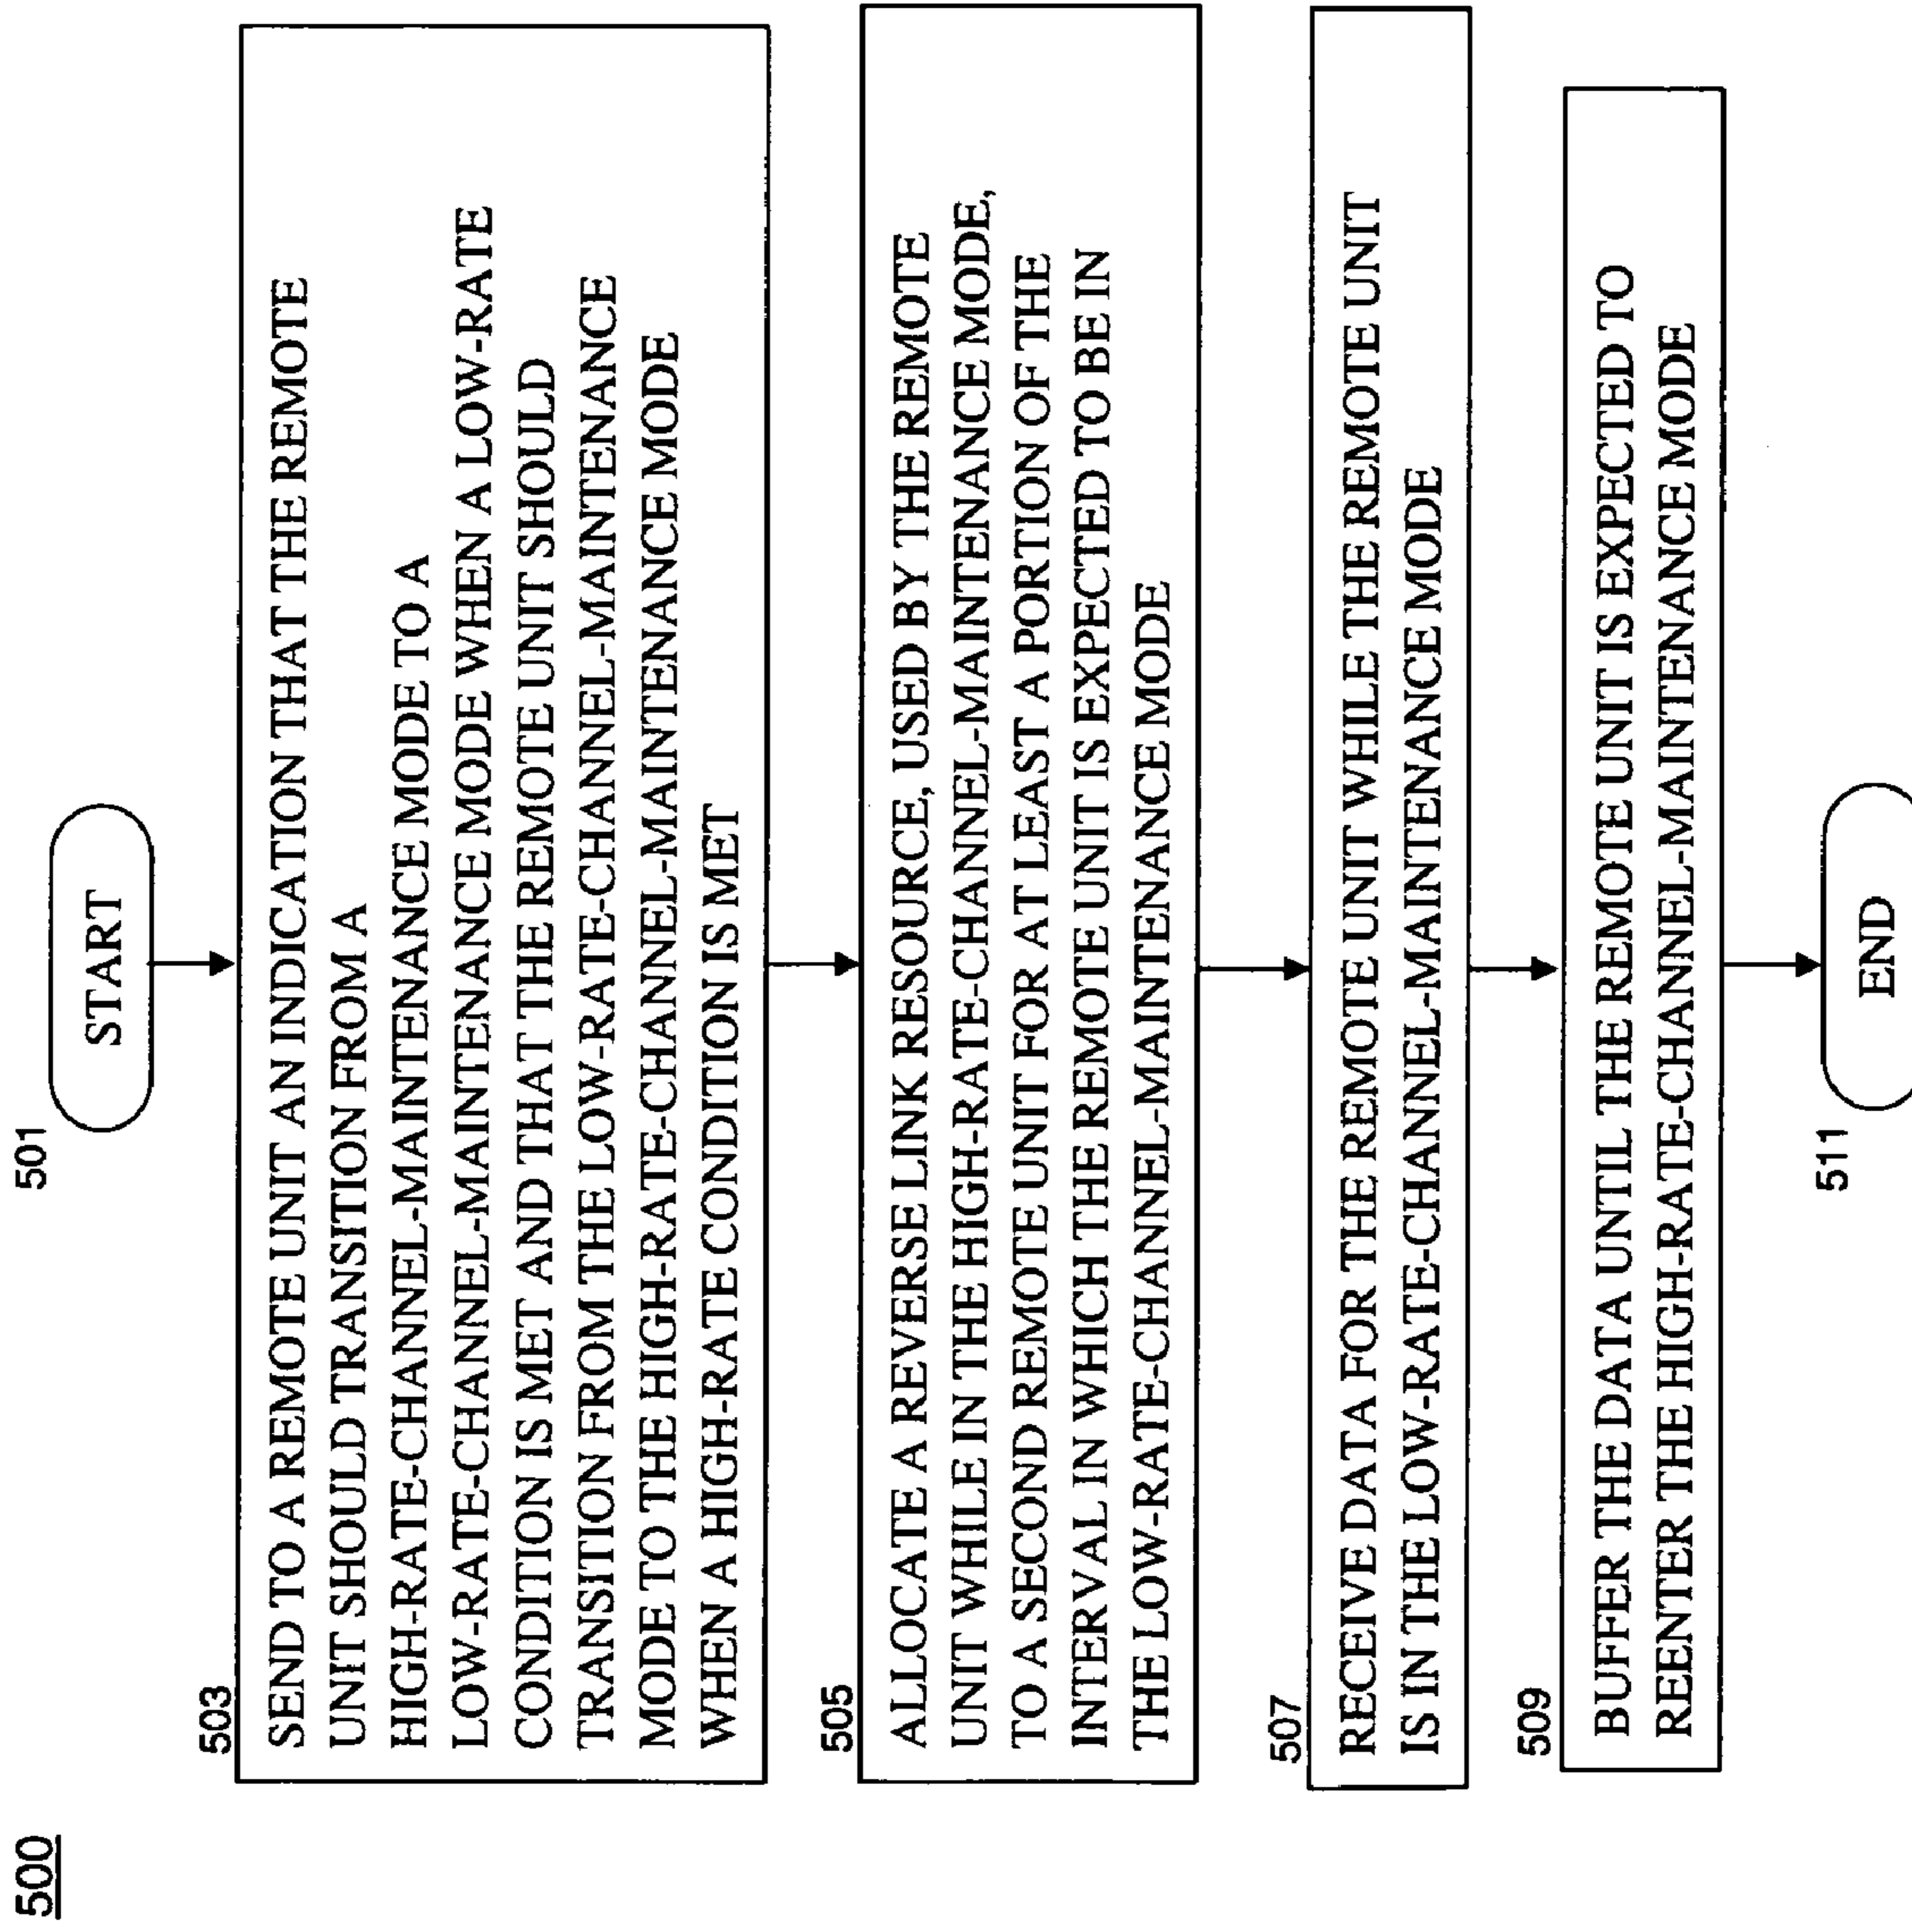 500
501
START
503
SEND TO A REMOTE UNIT AN INDICATION THAT THE REMOTE
UNIT SHOULD TRANSITION FROM A
HIGH-RATE-CHANNEL-MAINTENANCE MODE TO A
LOW-RATE-CHANNEL-MAINTENANCE MODE WHEN A LOW-RATE
CONDITION IS MET AND THAT THE REMOTE UNIT SHOULD
TRANSITION FROM THE LOW-RATE-CHANNEL-MAINTENANCE
MODE TO THE HIGH-RATE-CHANNEL-MAINTENANCE MODE
WHEN A HIGH-RATE CONDITION IS MET
505
ALLOCATE A REVERSE LINK RESOURCE, USED BY THE REMOTE
UNIT WHILE IN THE HIGH-RATE-CHANNEL-MAINTENANCE MODE,
TO A SECOND REMOTE UNIT FOR AT LEAST A PORTION OF THE
INTERVAL IN WHICH THE REMOTE UNIT IS EXPECTED TO BE IN
THE LOW-RATE-CHANNEL-MAINTENANCE MODE
507
RECEIVE DATA FOR THE REMOTE UNIT WHILE THE REMOTE UNIT
IS IN THE LOW-RATE-CHANNEL-MAINTENANCE MODE
509
BUFFER THE DATA UNTIL THE REMOTE UNIT IS EXPECTED TO
REENTER THE HIGH-RATE-CHANNEL-MAINTENANCE MODE
511
END